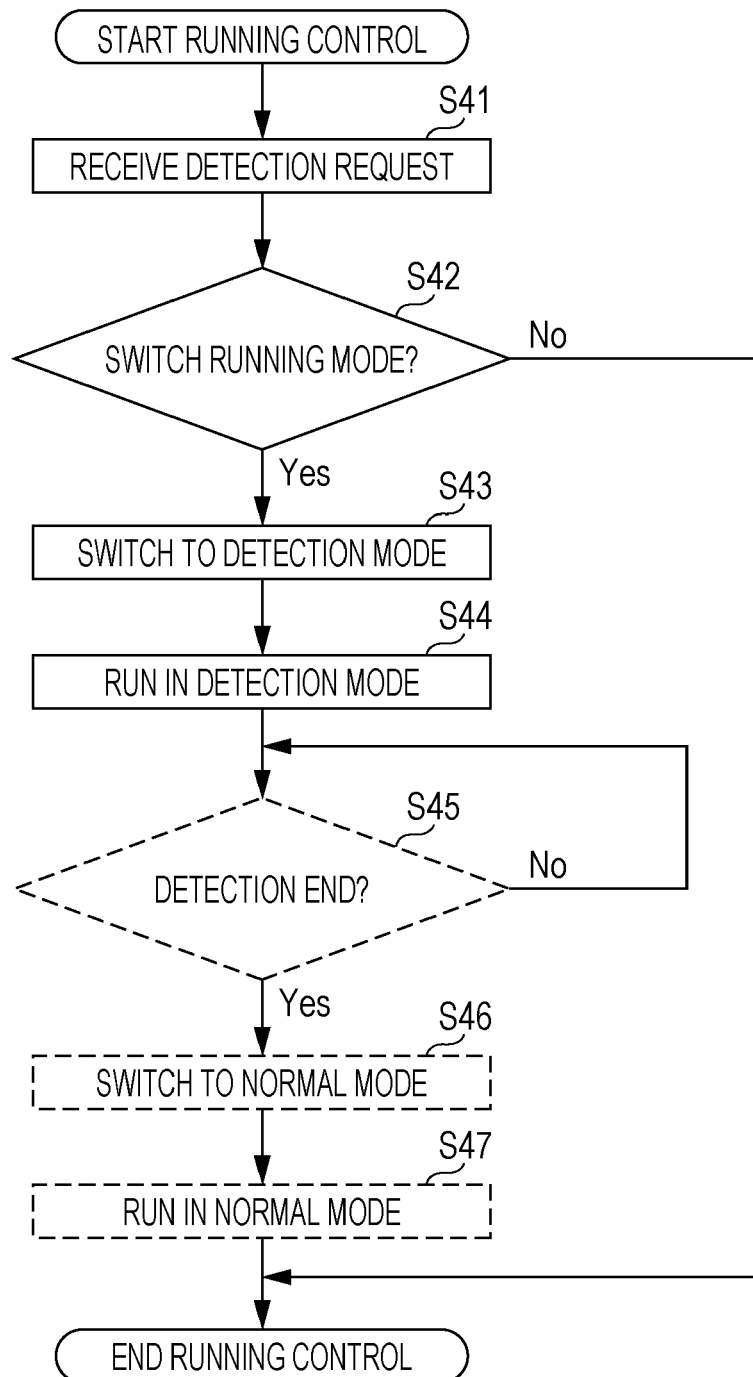 START RUNNING CONTROL
S41
RECEIVE DETECTION REQUEST
S42
SWITCH RUNNING MODE?
No
Yes
S43
SWITCH TO DETECTION MODE
S44
RUN IN DETECTION MODE
S45
DETECTION END?
No
Yes
S46
SWITCH TO NORMAL MODE
S47
RUN IN NORMAL MODE
END RUNNING CONTROL